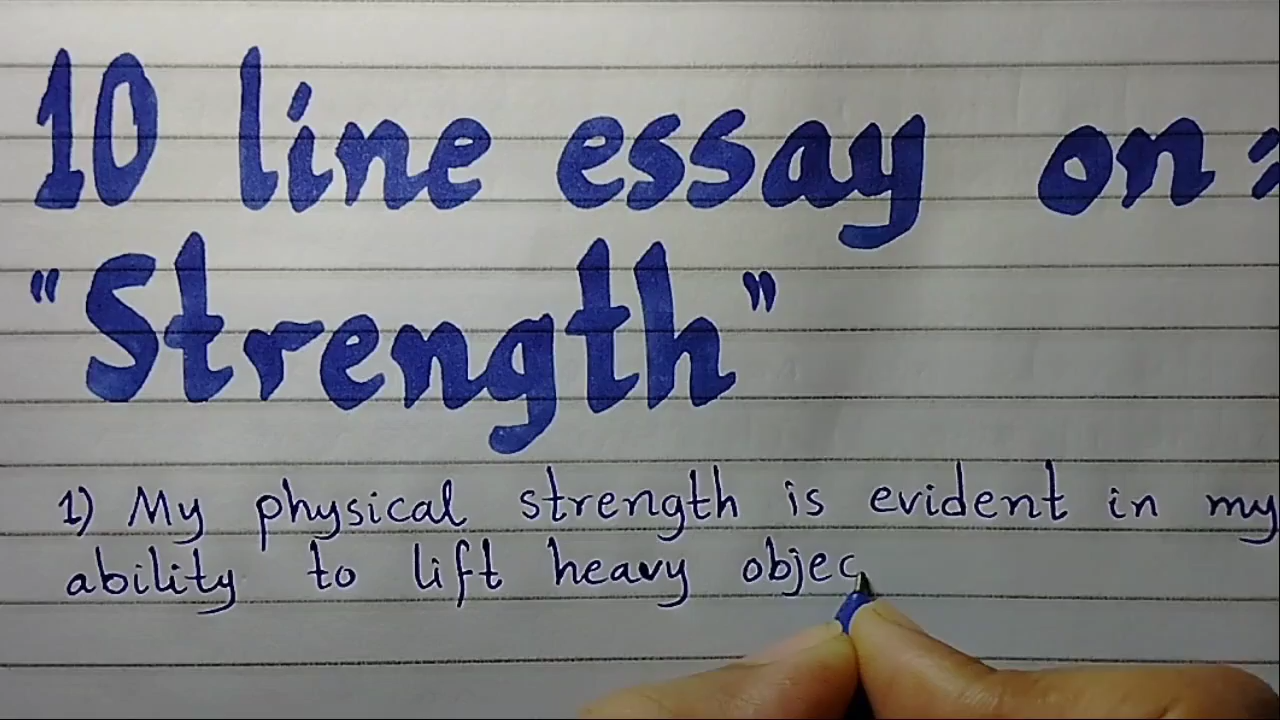 10 line essay on
"Strength"
1) My physical strength is evident in my
ability to lift heavy objec